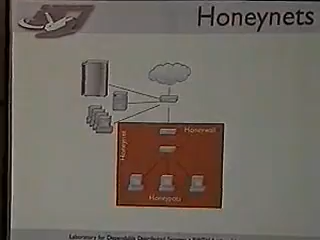 Honeynets
Honeywall
Honeynet
Honeypots
Laboratory for Dependable Distributed Systems